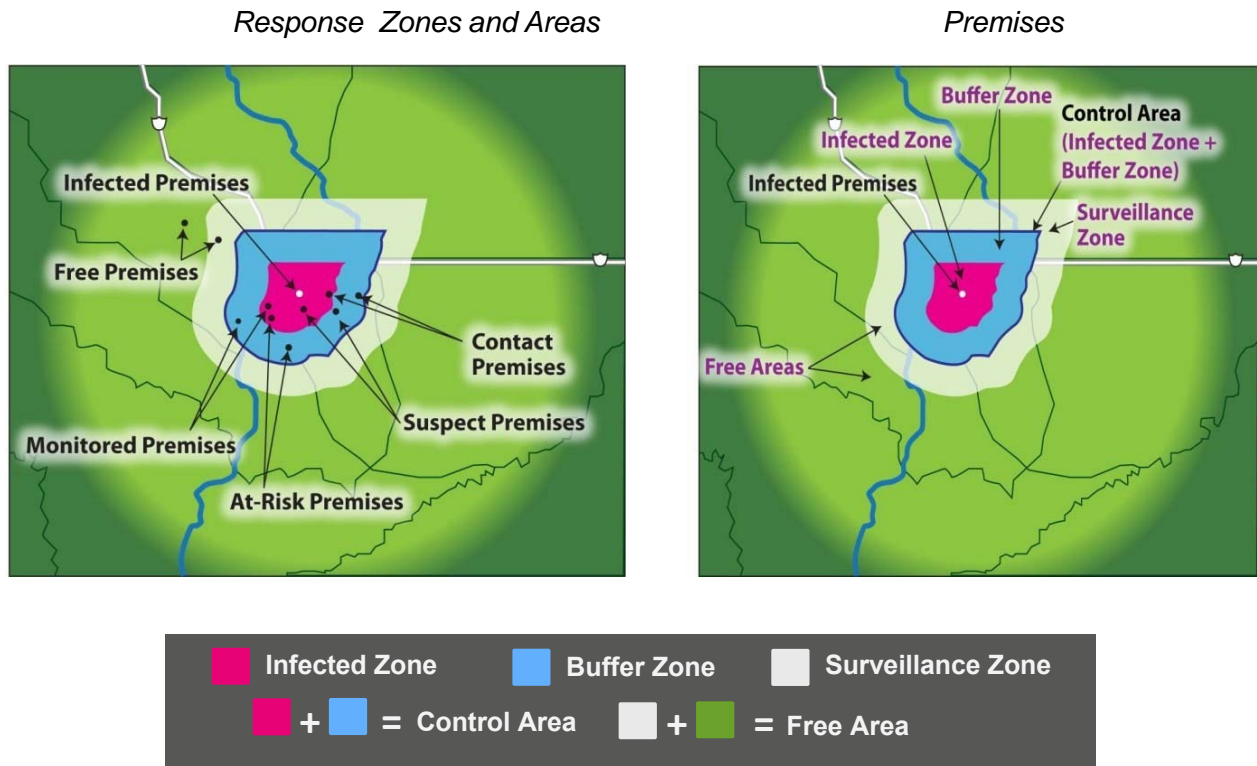 Response Zones and Areas
Premises
Infected Premises
Free Premises
Contact
Premises
Suspect Premises
Monitored Premises
At-Risk Premises
Buffer Zone
Control Area
(Infected Zone +
Buffer Zone)
Infected Zone
Infected Premises
Surveillance
Zone
Free Areas
Infected Zone Buffer Zone Surveillance Zone
+ = Control Area + = Free Area